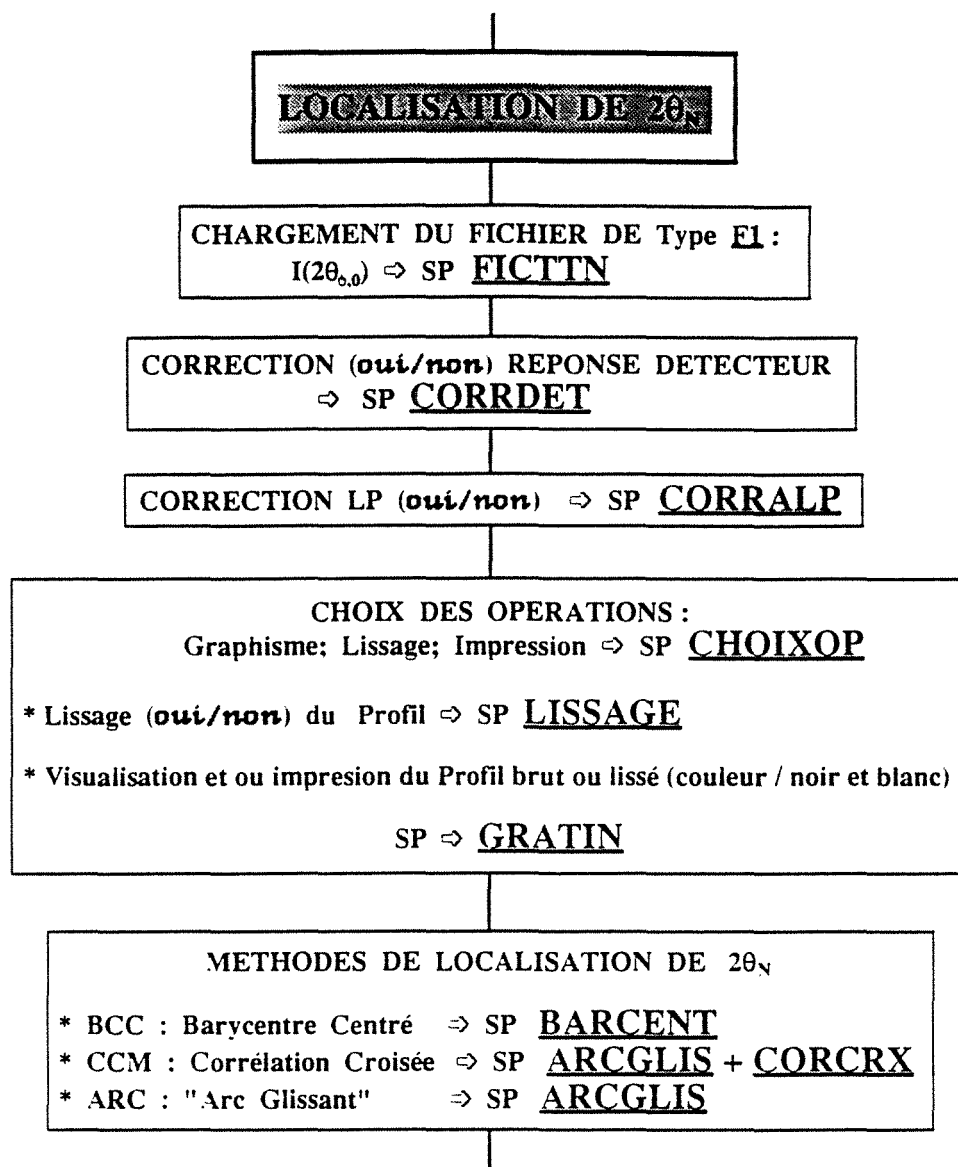 LOCALISATION DE 2θN
CHARGEMENT DU FICHIER DE Type F1 :
I(2θ₀,₀) ⇨ SP FICTTN
CORRECTION (oui/non) REPONSE DETECTEUR
⇨ SP CORRDET
CORRECTION LP (oui/non) ⇨ SP CORRALP
CHOIX DES OPERATIONS :
Graphisme; Lissage; Impression ⇨ SP CHOIXOP
* Lissage (oui/non) du Profil ⇨ SP LISSAGE
* Visualisation et ou impresion du Profil brut ou lissé (couleur / noir et blanc)
SP ⇨ GRATIN
METHODES DE LOCALISATION DE 2θN
* BCC : Barycentre Centré ⇨ SP BARCENT
* CCM : Corrélation Croisée ⇨ SP ARCGLIS + CORCRX
* ARC : "Arc Glissant" ⇨ SP ARCGLIS